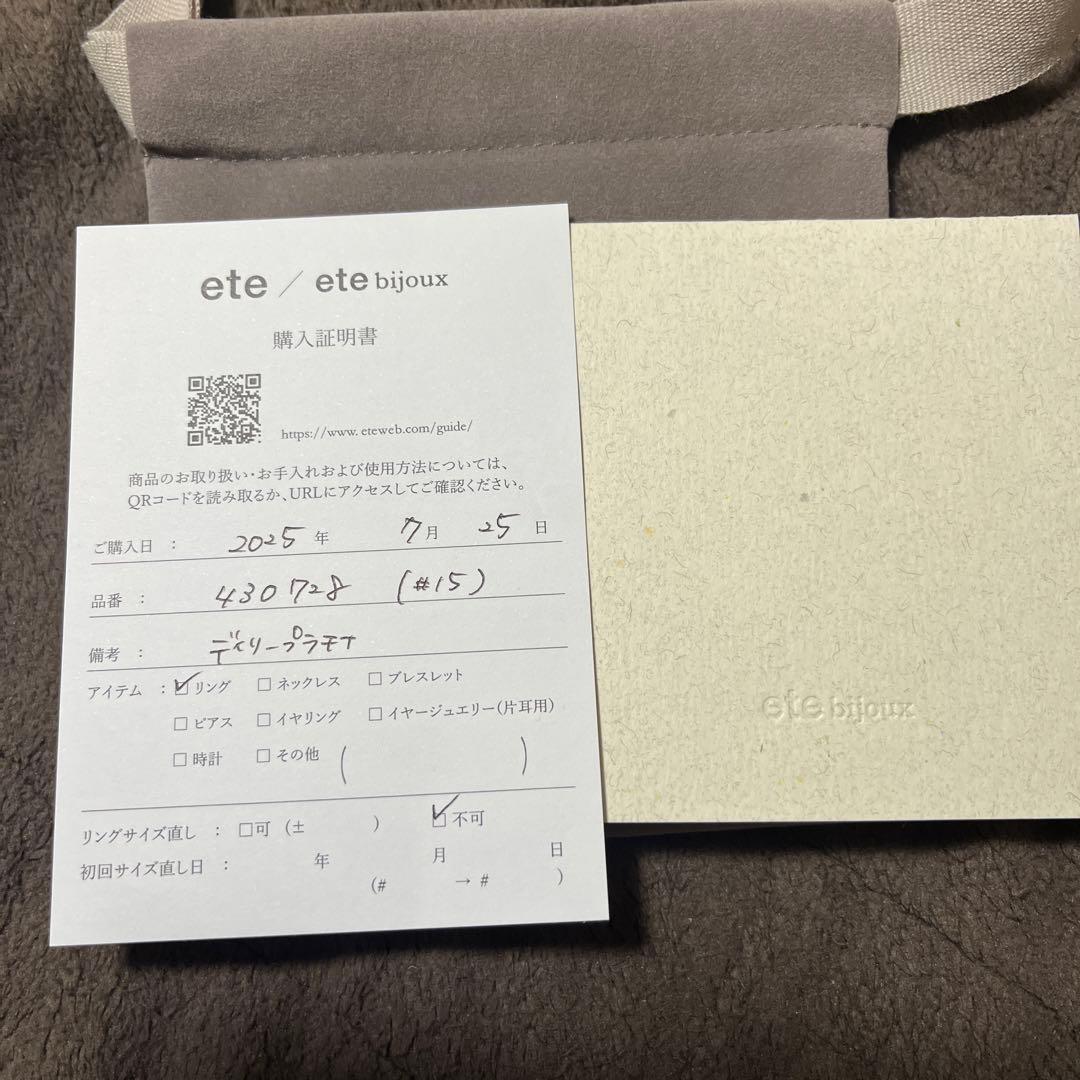 ete / ete bijoux
購入証明書
https://www.eteweb.com/guide/
商品のお取り扱い・お手入れおよび使用方法については、
QRコードを読み取るか、URLにアクセスしてご確認ください。
ご購入日 : 2025 年 7 月 25 日
品番 : 430728 (#15)
備考 : デイリープラモナ
アイテム : ☑リング □ネックレス □ブレスレット
□ピアス □イヤリング □イヤージュエリー(片耳用)
□時計 □その他 ( )
リングサイズ直し : □可 (± ) ☑不可
初回サイズ直し日 : 年 月 日
(# → # )
ete bijoux